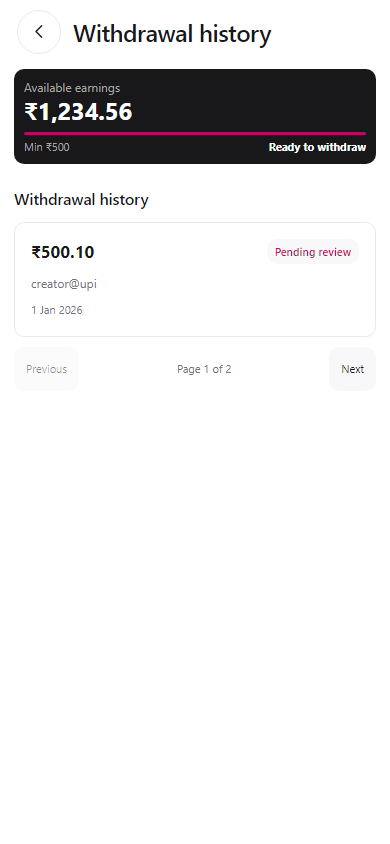 Withdrawal history
Available earnings
₹1,234.56
Min ₹500 Ready to withdraw
Withdrawal history
₹500.10 Pending review
creator@upi
1 Jan 2026
Previous Page 1 of 2 Next